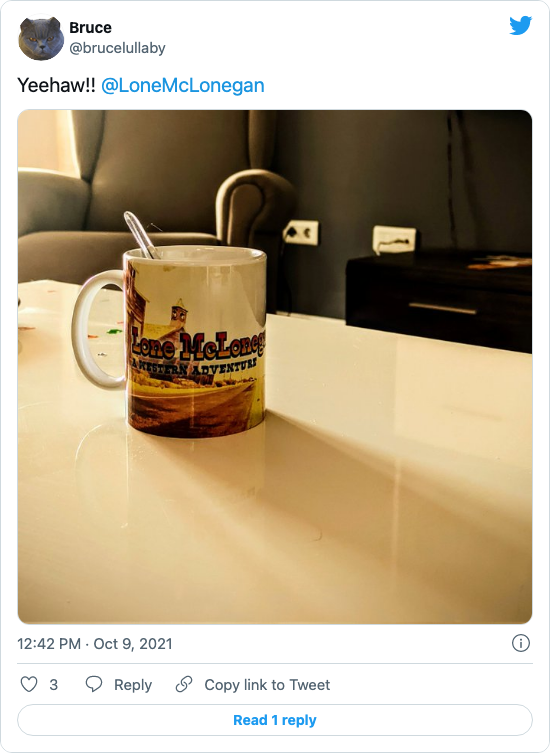 Bruce
@brucelullaby
Yeehaw!! @LoneMcLonegan
Lone McLoneg
A WESTERN ADVENTURE
12:42 PM · Oct 9, 2021
3 Reply Copy link to Tweet
Read 1 reply